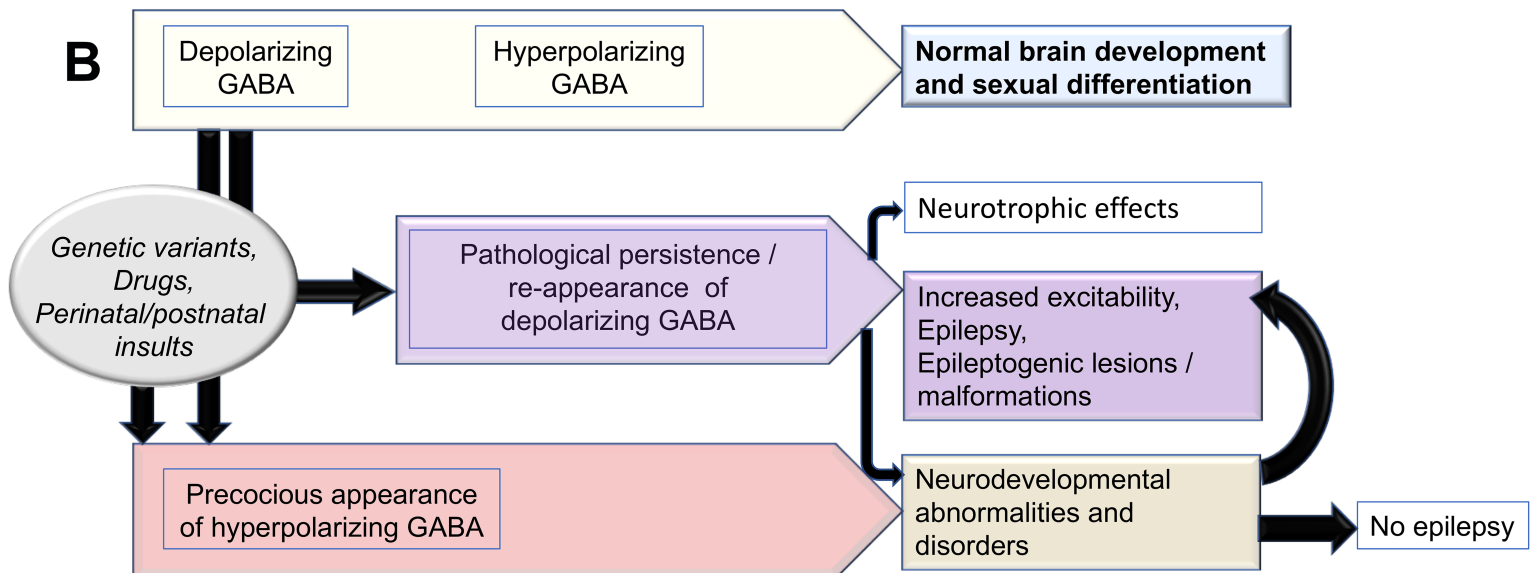 B
Depolarizing
GABA
Hyperpolarizing
GABA
Normal brain development
and sexual differentiation
Genetic variants,
Drugs,
Perinatal/postnatal
insults
Pathological persistence /
re-appearance of
depolarizing GABA
Neurotrophic effects
Increased excitability,
Epilepsy,
Epileptogenic lesions /
malformations
Precocious appearance
of hyperpolarizing GABA
Neurodevelopmental
abnormalities and
disorders
No epilepsy